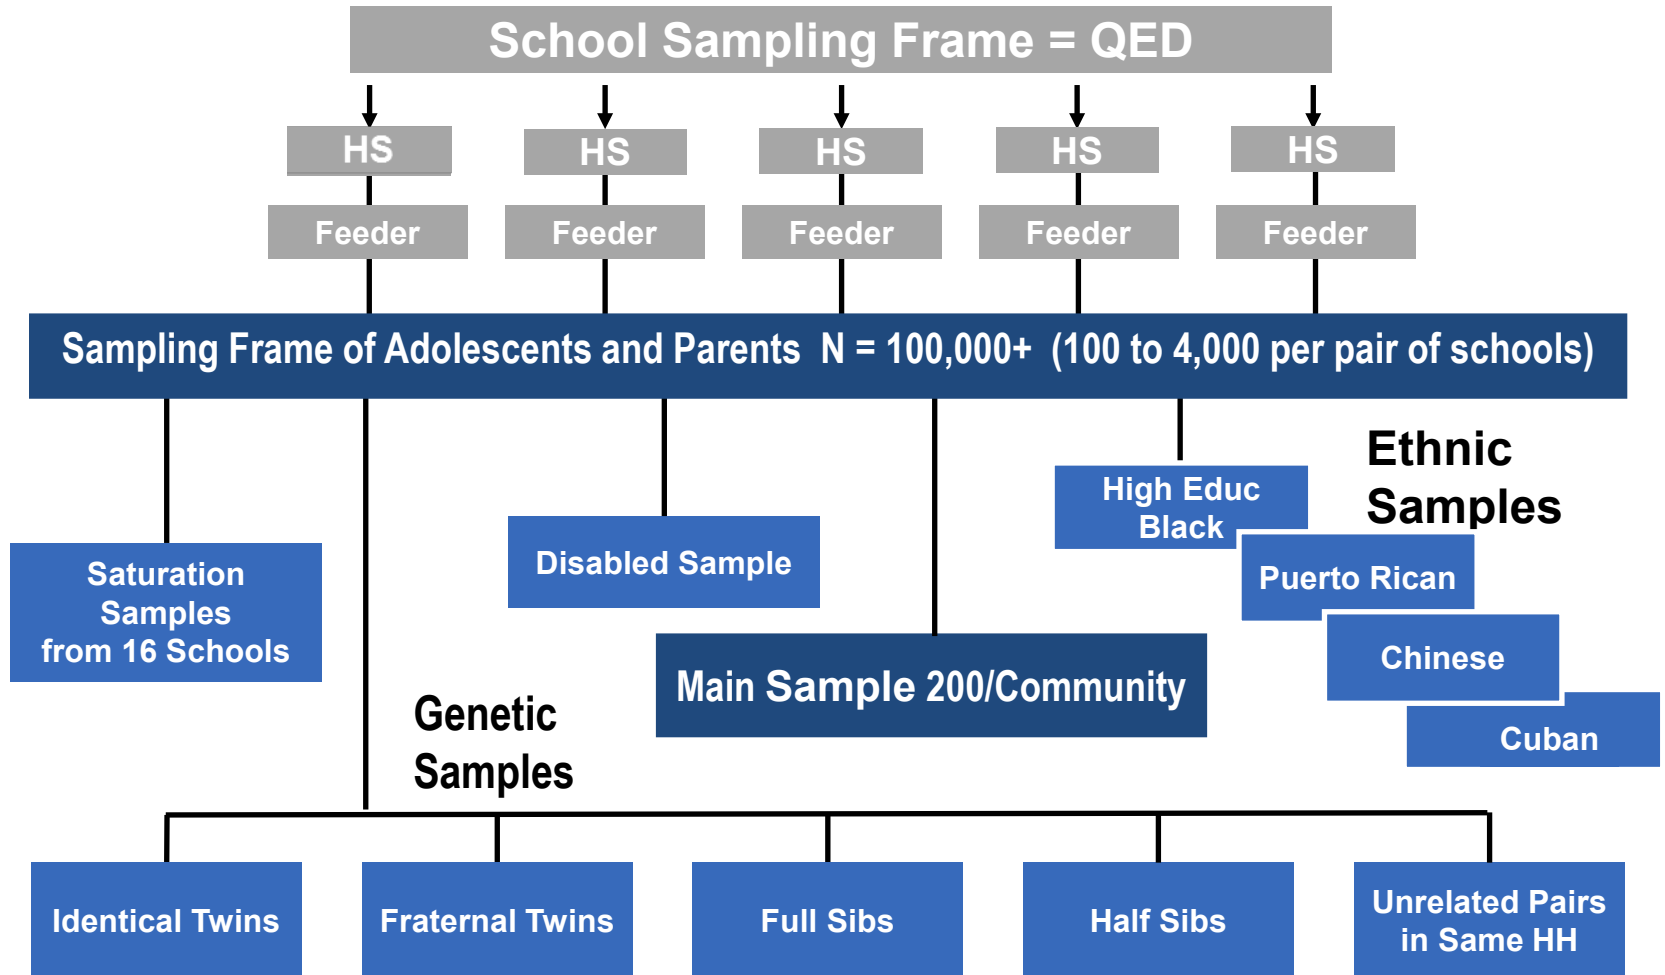 School Sampling Frame = QED
HS
HS
HS
HS
HS
Feeder
Feeder
Feeder
Feeder
Feeder
Sampling Frame of Adolescents and Parents N = 100,000+ (100 to 4,000 per pair of schools)
Ethnic
Samples
High Educ
Black
Puerto Rican
Chinese
Cuban
Disabled Sample
Saturation
Samples
from 16 Schools
Main Sample 200/Community
Genetic
Samples
Identical Twins
Fraternal Twins
Full Sibs
Half Sibs
Unrelated Pairs
in Same HH